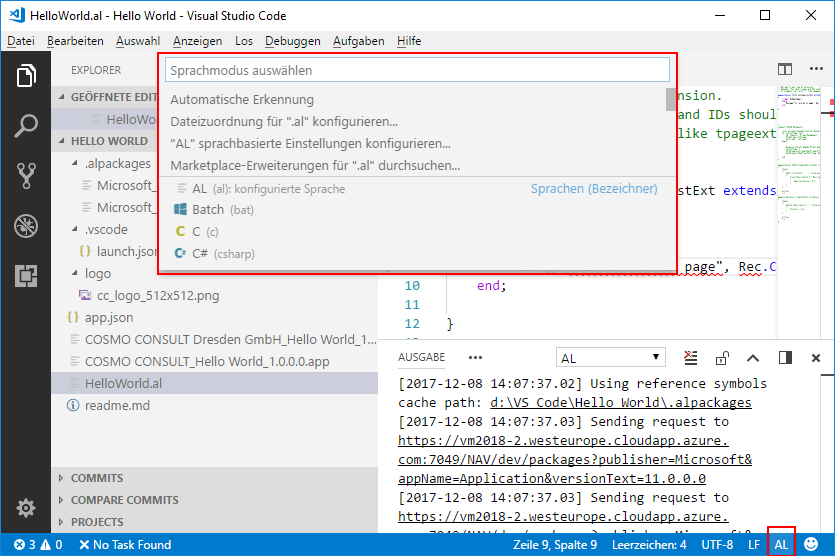 HelloWorld.al - Hello World - Visual Studio Code
Datei Bearbeiten Auswahl Anzeigen Los Debuggen Aufgaben Hilfe
EXPLORER
GEÖFFNETE EDIT
HelloWo
HELLO WORLD
.alpackages
Microsoft_
Microsoft_
.vscode
launch.json
logo
cc_logo_512x512.png
app.json
COSMO CONSULT Dresden GmbH_Hello World_1...
COSMO CONSULT_Hello World_1.0.0.0.app
HelloWorld.al
readme.md
COMMITS
COMPARE COMMITS
PROJECTS
Sprachmodus auswählen
Automatische Erkennung
Dateizuordnung für ".al" konfigurieren...
"AL" sprachbasierte Einstellungen konfigurieren...
Marketplace-Erweiterungen für ".al" durchsuchen...
AL (al): konfigurierte Sprache Sprachen (Bezeichner)
Batch (bat)
C (c)
C# (csharp)
nsion.
and IDs shoul
like tpageext
stExt extends
page", Rec.C
10 end;
11
12 }
AUSGABE ••• AL
[2017-12-08 14:07:37.02] Using reference symbols
cache path: d:\VS Code\Hello World\.alpackages
[2017-12-08 14:07:37.03] Sending request to
https://vm2018-2.westeurope.cloudapp.azure.
com:7049/NAV/dev/packages?publisher=Microsoft&
appName=Application&versionText=11.0.0.0
[2017-12-08 14:07:37.03] Sending request to
https://vm2018-2.westeurope.cloudapp.azure.
3 0 No Task Found Zeile 9, Spalte 9 Leerzeichen: 4 UTF-8 LF AL